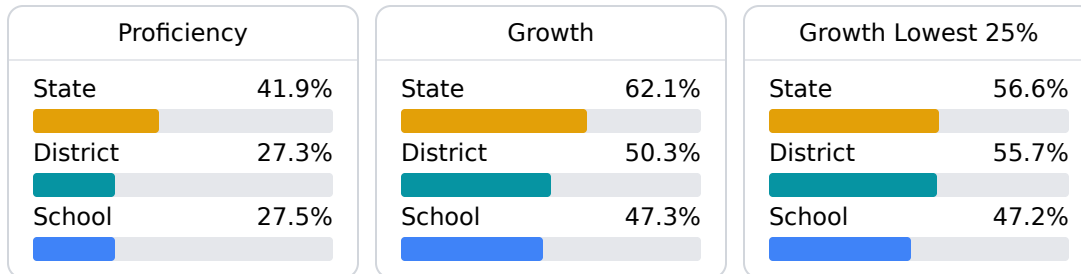 Proficiency
State 41.9%
District 27.3%
School 27.5%
Growth
State 62.1%
District 50.3%
School 47.3%
Growth Lowest 25%
State 56.6%
District 55.7%
School 47.2%